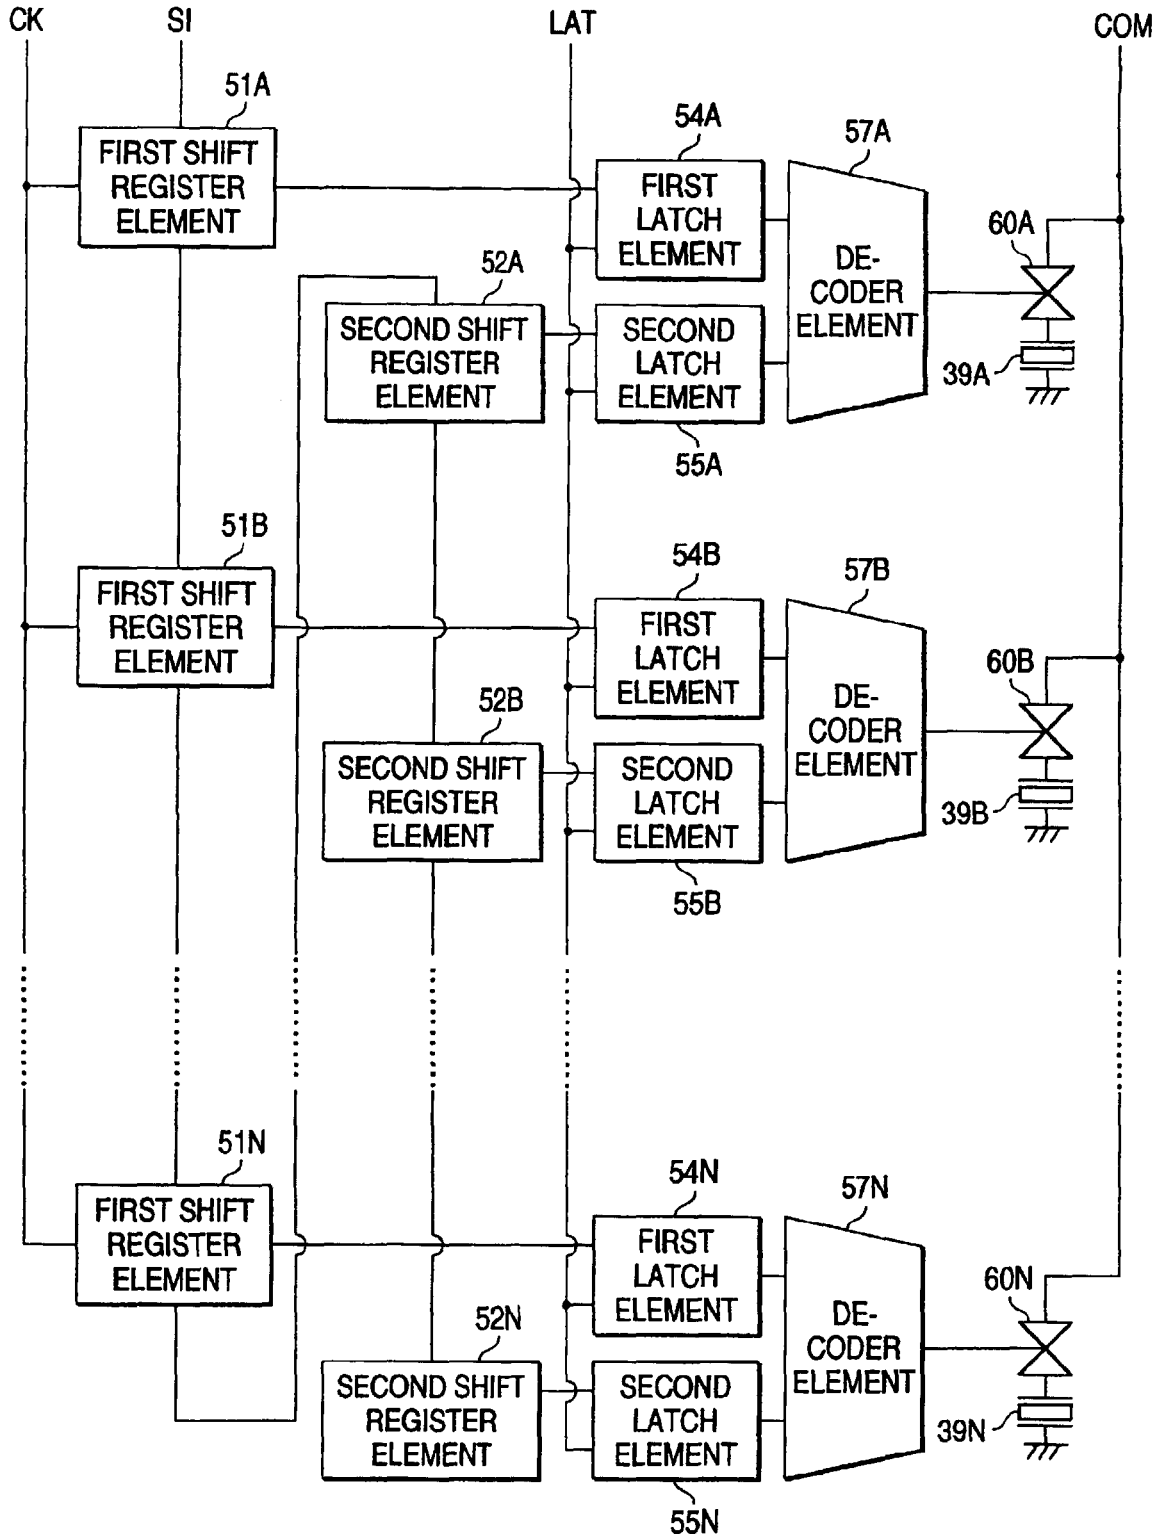 CK SI LAT COM
51A
FIRST SHIFT
REGISTER
ELEMENT
54A
FIRST
LATCH
ELEMENT
57A
DE-
CODER
ELEMENT
60A
52A
SECOND SHIFT
REGISTER
ELEMENT
SECOND
LATCH
ELEMENT
55A
39A
51B
FIRST SHIFT
REGISTER
ELEMENT
54B
FIRST
LATCH
ELEMENT
57B
DE-
CODER
ELEMENT
60B
52B
SECOND SHIFT
REGISTER
ELEMENT
SECOND
LATCH
ELEMENT
55B
39B
51N
FIRST SHIFT
REGISTER
ELEMENT
54N
FIRST
LATCH
ELEMENT
57N
DE-
CODER
ELEMENT
60N
52N
SECOND SHIFT
REGISTER
ELEMENT
SECOND
LATCH
ELEMENT
55N
39N